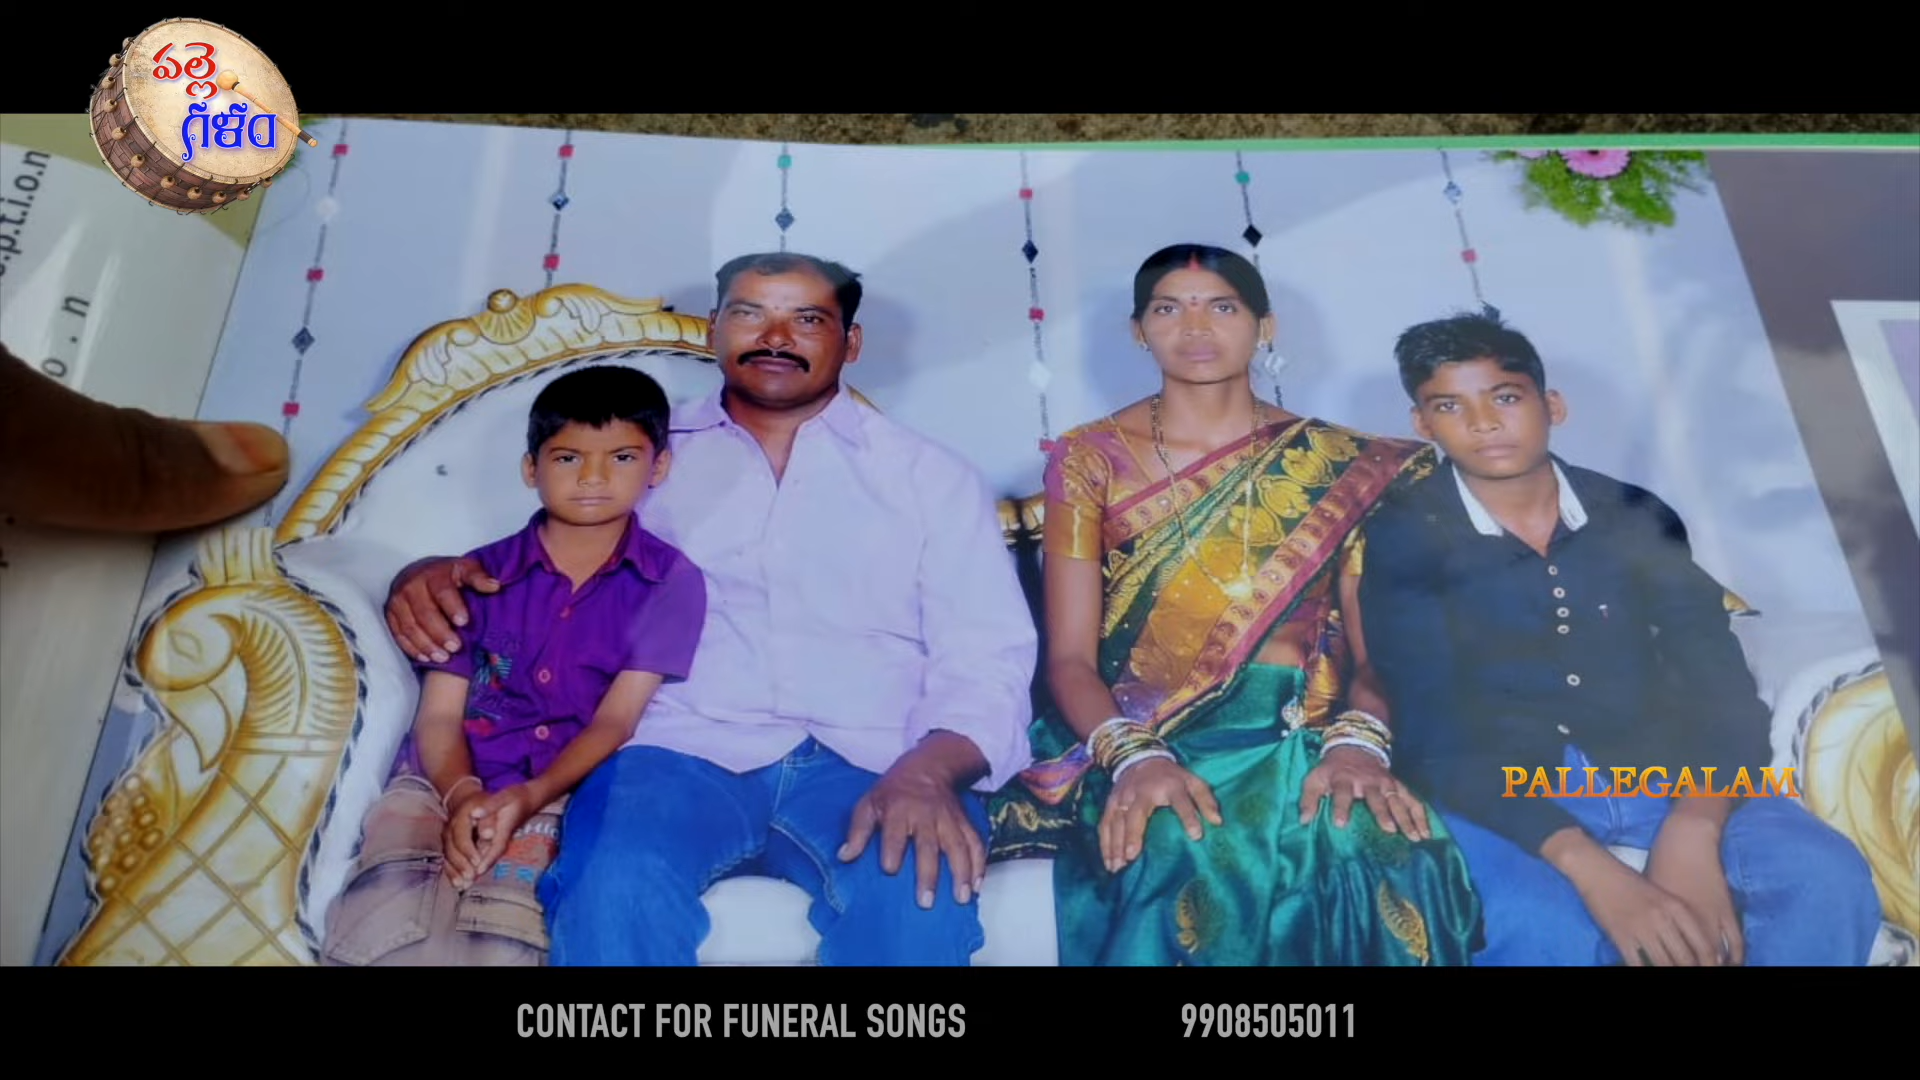 పల్లె
గళం
.p.t.i.o.n
o . n
PALLEGALAM
CONTACT FOR FUNERAL SONGS 9908505011